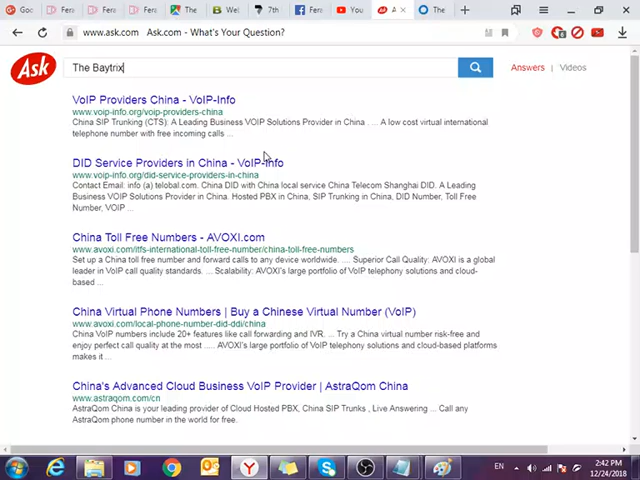 Go
Ferr
Ferr
Ferr
The
Wel
7th
Ferr
You
A
The
www.ask.com Ask.com - What's Your Question?
Ask
The Baytrix
Answers
Videos
VoIP Providers China - VoIP-Info
www.voip-info.org/voip-providers-china
China SIP Trunking (CTS): A Leading Business VOIP Solutions Provider in China . ... A low cost virtual international
telephone number with free incoming calls ...
DID Service Providers in China - VoIP-Info
www.voip-info.org/did-service-providers-in-china
Contact Email: info (a) telobal.com. China DID with China local service China Telecom Shanghai DID. A Leading
Business VOIP Solutions Provider in China. Hosted PBX in China, SIP Trunking in China, DID Number, Toll Free
Number, VOIP ...
China Toll Free Numbers - AVOXI.com
www.avoxi.com/itfs-international-toll-free-number/china-toll-free-numbers
Set up a China toll free number and forward calls to any device worldwide. ..... Superior Call Quality: AVOXI is a global
leader in VoIP call quality standards. ... Scalability: AVOXI's large portfolio of VoIP telephony solutions and cloud-
based ...
China Virtual Phone Numbers | Buy a Chinese Virtual Number (VoIP)
www.avoxi.com/local-phone-number-did-ddi/china
China VoIP numbers include 20+ features like call forwarding and IVR. ... Try a China virtual number risk-free and
enjoy perfect call quality at the most ..... AVOXI's large portfolio of VoIP telephony solutions and cloud-based platforms
makes it ...
China's Advanced Cloud Business VoIP Provider | AstraQom China
www.astraqom.com/cn
AstraQom China is your leading provider of Cloud Hosted PBX, China SIP Trunks , Live Answering ... Call any
AstraQom phone number in the world for free.
EN
2:42 PM
12/24/2018